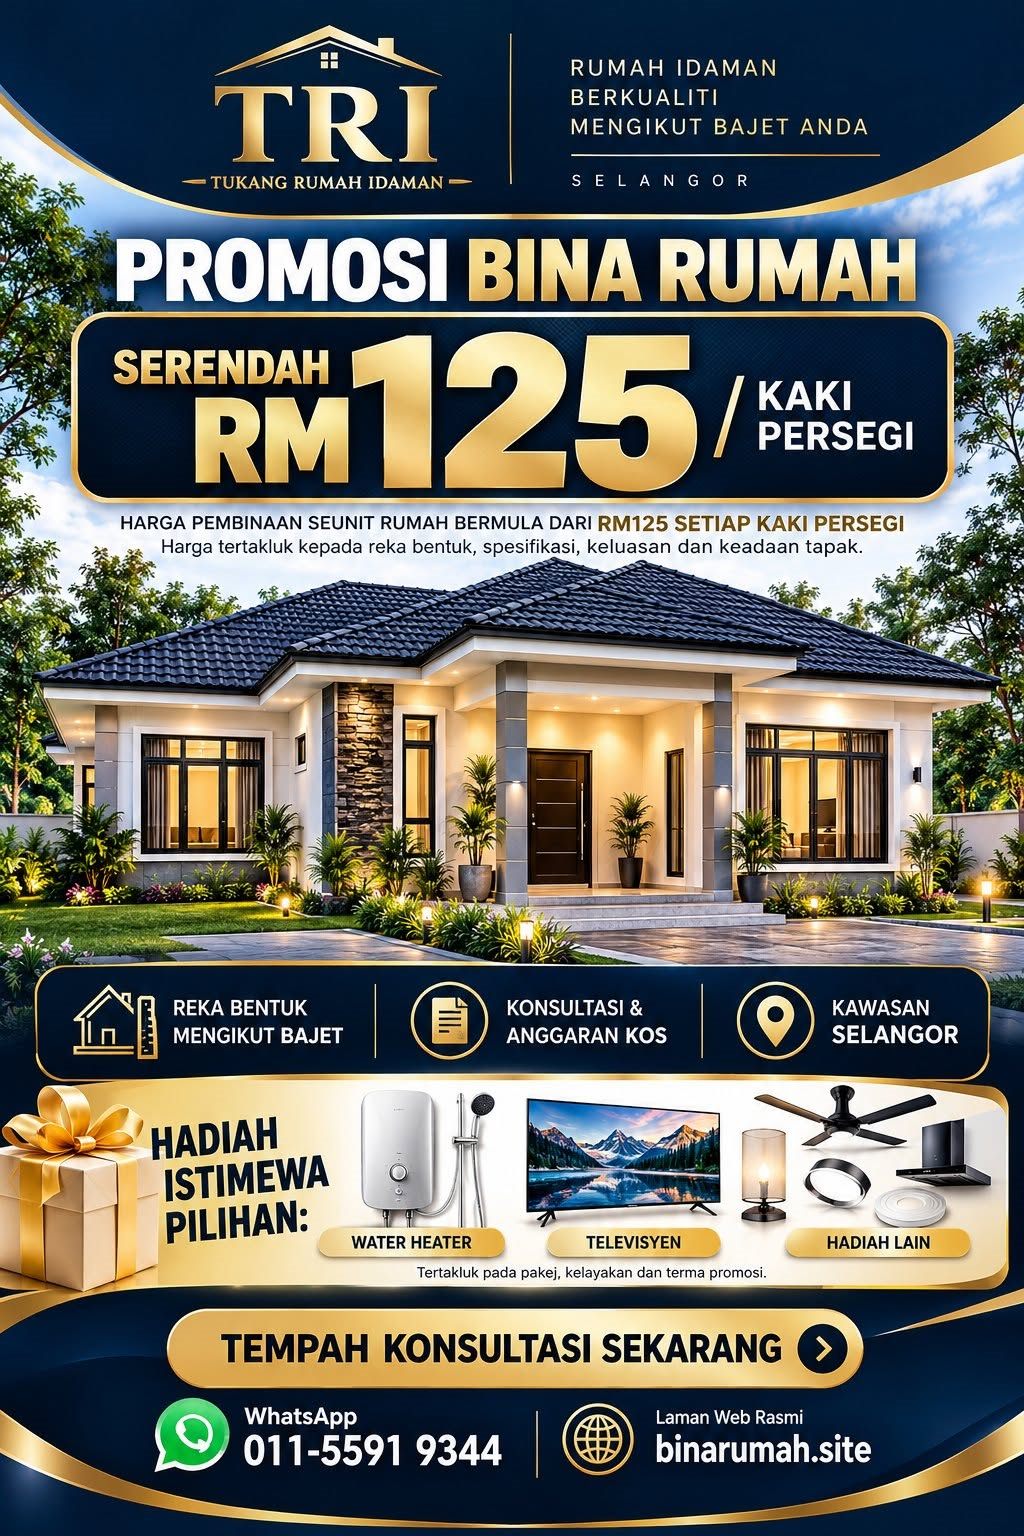 TRI
TUKANG RUMAH IDAMAN
RUMAH IDAMAN
BERKUALITI
MENGIKUT BAJET ANDA
SELANGOR
PROMOSI BINA RUMAH
SERENDAH
RM125 / KAKI PERSEGI
HARGA PEMBINAAN SEUNIT RUMAH BERMULA DARI RM125 SETIAP KAKI PERSEGI
Harga tertakluk kepada reka bentuk, spesifikasi, keluasan dan keadaan tapak.
REKA BENTUK
MENGIKUT BAJET
KONSULTASI &
ANGGARAN KOS
KAWASAN
SELANGOR
HADIAH
ISTIMEWA
PILIHAN:
WATER HEATER
TELEVISYEN
HADIAH LAIN
Tertakluk pada pakej, kelayakan dan terma promosi.
TEMPAH KONSULTASI SEKARANG
WhatsApp
011-5591 9344
Laman Web Rasmi
binarumah.site